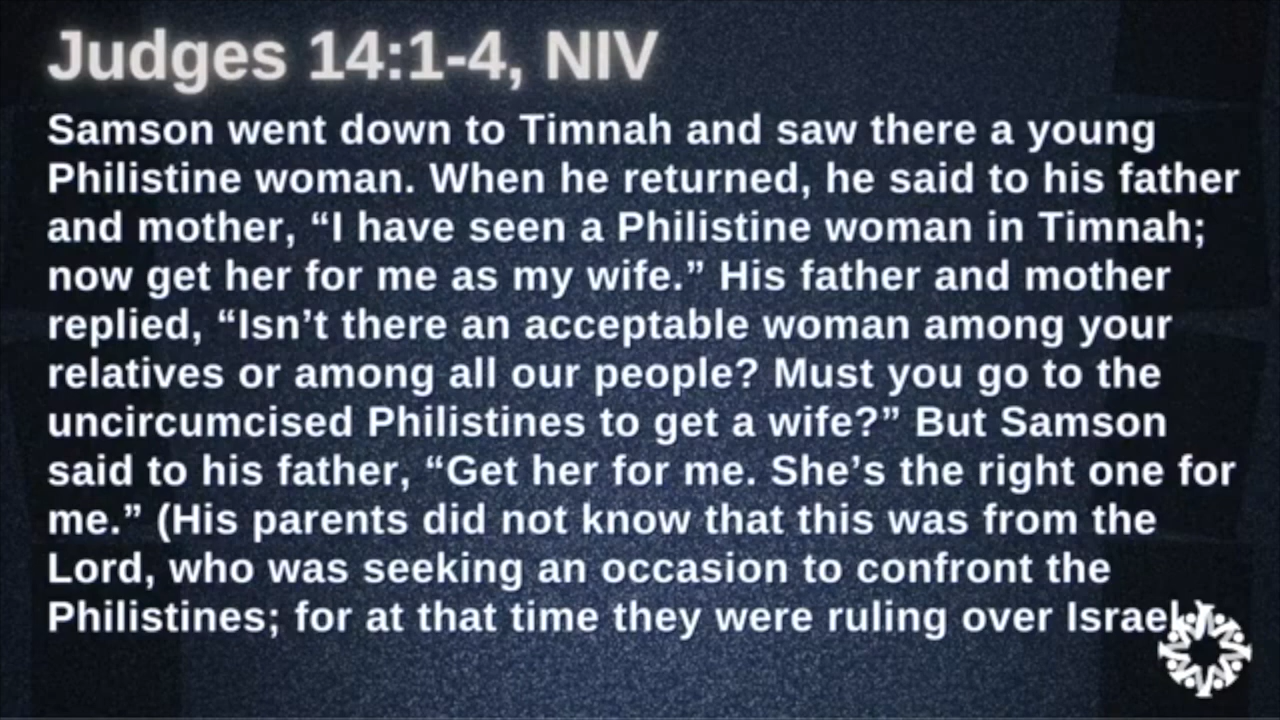 Judges 14:1-4, NIV
Samson went down to Timnah and saw there a young
Philistine woman. When he returned, he said to his father
and mother, “I have seen a Philistine woman in Timnah;
now get her for me as my wife.” His father and mother
replied, “Isn’t there an acceptable woman among your
relatives or among all our people? Must you go to the
uncircumcised Philistines to get a wife?” But Samson
said to his father, “Get her for me. She’s the right one for
me.” (His parents did not know that this was from the
Lord, who was seeking an occasion to confront the
Philistines; for at that time they were ruling over Israel